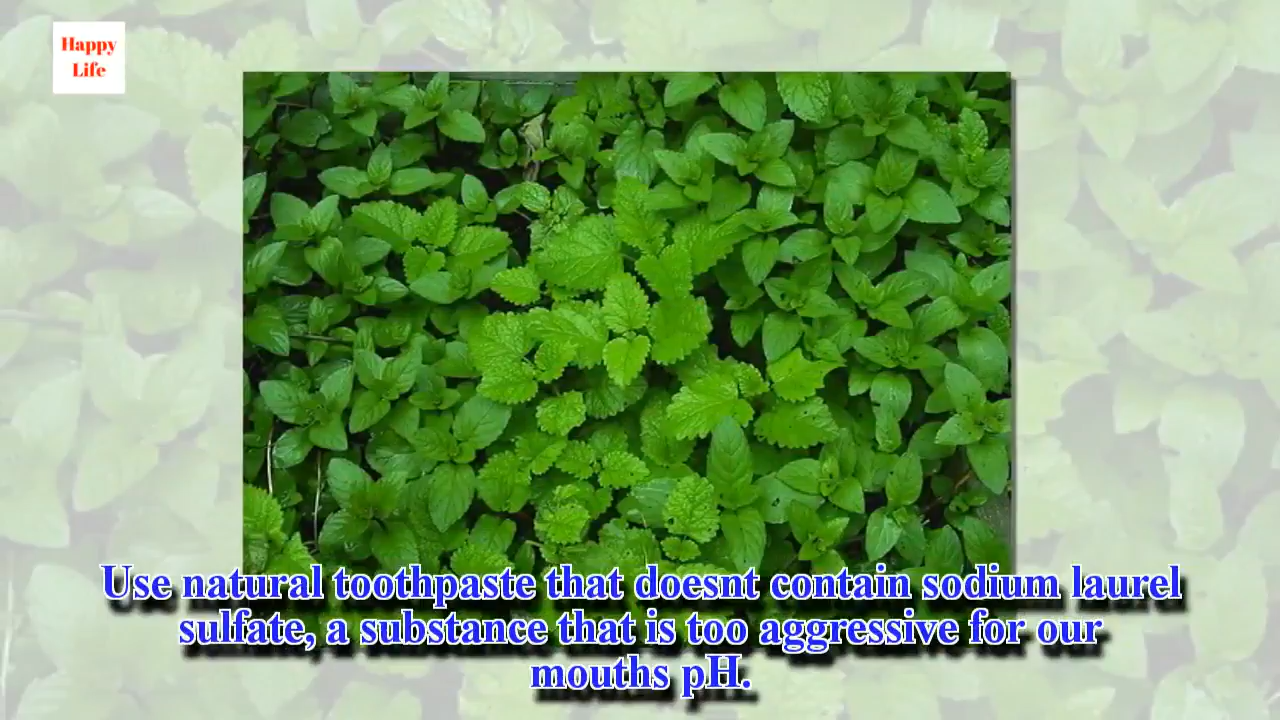 Happy
Life
Use natural toothpaste that doesnt contain sodium laurel
sulfate, a substance that is too aggressive for our
mouths pH.